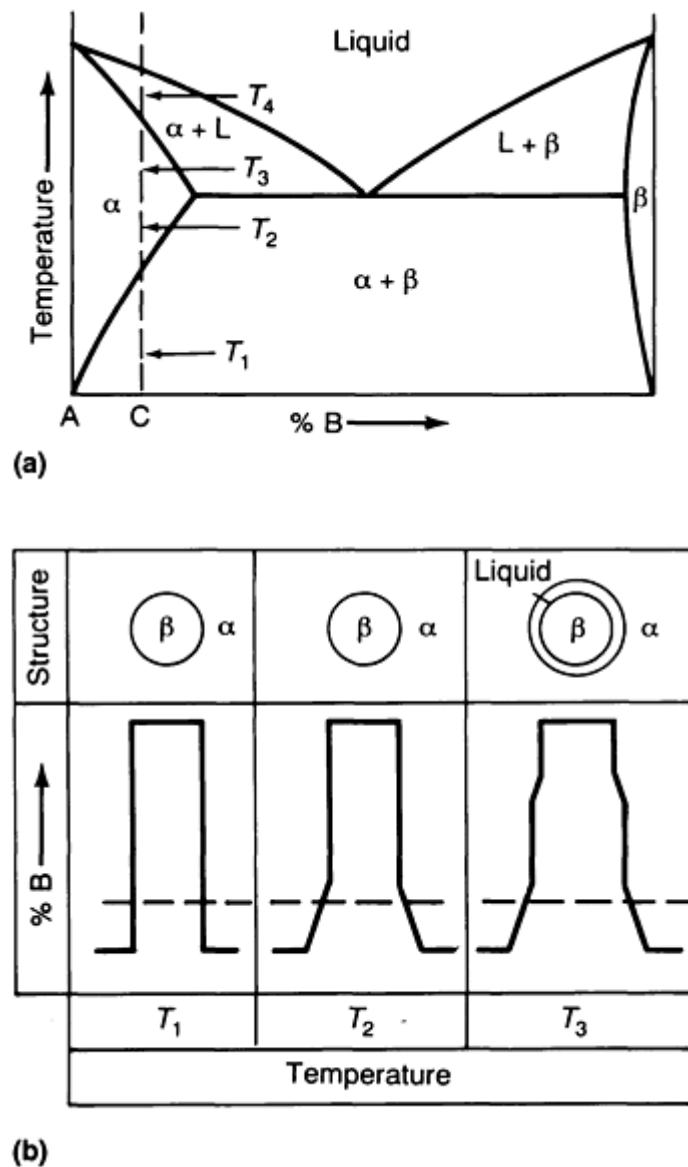 Liquid
T4
α + L
L + β
T3
α
β
T2
α + β
T1
Temperature
A
C
% B
(a)
Structure
β
α
β
α
Liquid
β
α
% B
T1
T2
T3
Temperature
(b)